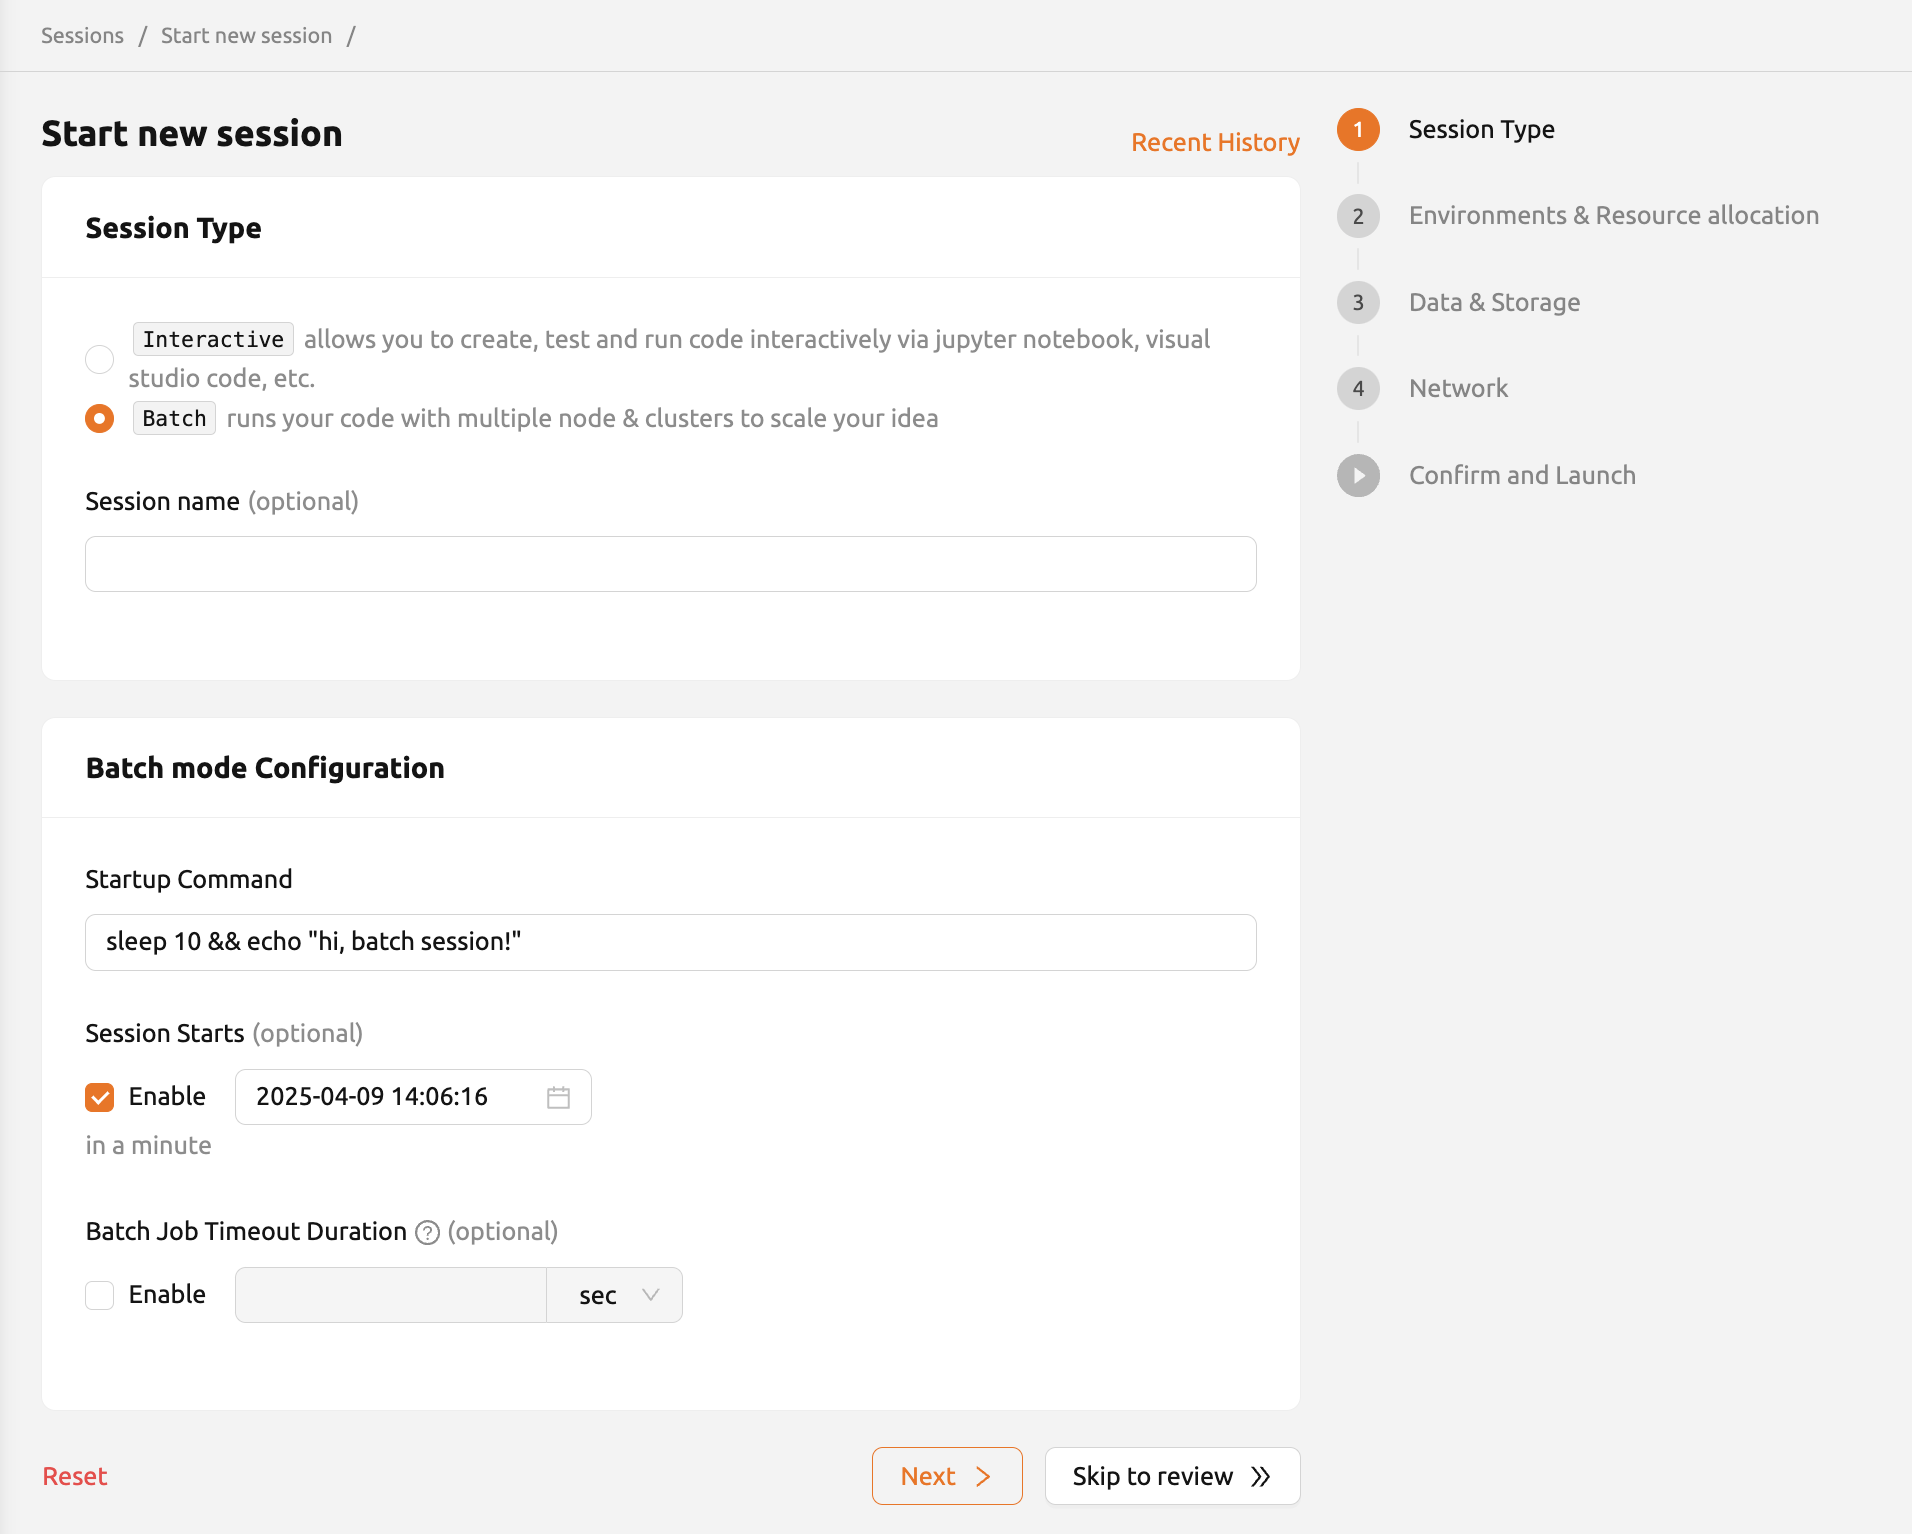 Sessions / Start new session /
Start new session
Recent History
Session Type
Interactive allows you to create, test and run code interactively via jupyter notebook, visual
studio code, etc.
Batch runs your code with multiple node & clusters to scale your idea
Session name (optional)
Batch mode Configuration
Startup Command
sleep 10 && echo "hi, batch session!"
Session Starts (optional)
Enable 2025-04-09 14:06:16
in a minute
Batch Job Timeout Duration ? (optional)
Enable sec
Reset
Next
Skip to review
1 Session Type
2 Environments & Resource allocation
3 Data & Storage
4 Network
Confirm and Launch